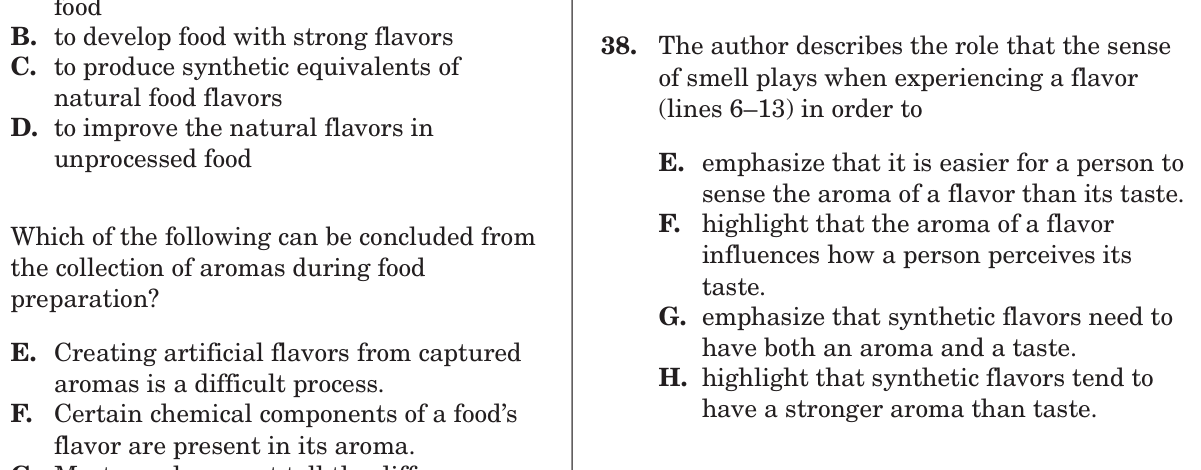 food
B. to develop food with strong flavors
C. to produce synthetic equivalents of
natural food flavors
D. to improve the natural flavors in
unprocessed food
Which of the following can be concluded from
the collection of aromas during food
preparation?
E. Creating artificial flavors from captured
aromas is a difficult process.
F. Certain chemical components of a food's
flavor are present in its aroma.
38. The author describes the role that the sense
of smell plays when experiencing a flavor
(lines 6–13) in order to
E. emphasize that it is easier for a person to
sense the aroma of a flavor than its taste.
F. highlight that the aroma of a flavor
influences how a person perceives its
taste.
G. emphasize that synthetic flavors need to
have both an aroma and a taste.
H. highlight that synthetic flavors tend to
have a stronger aroma than taste.